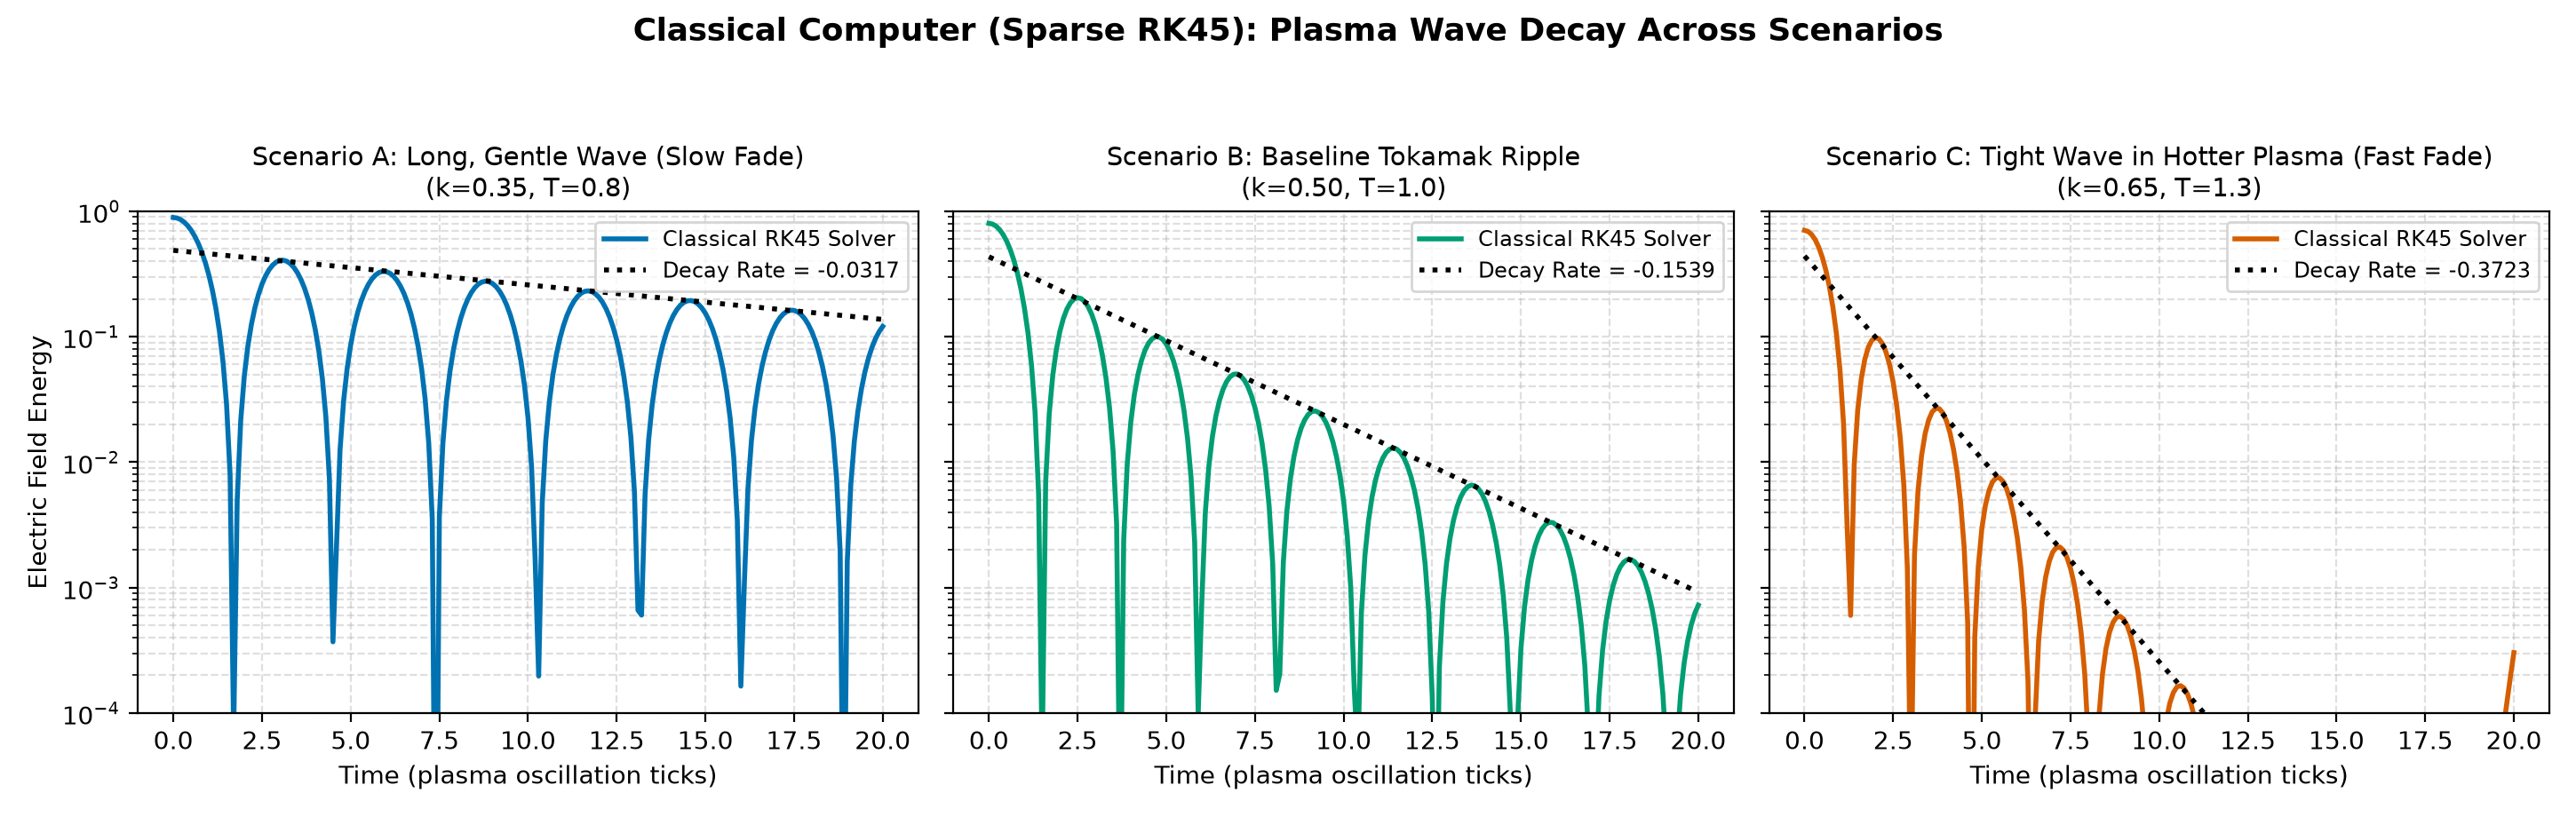 Classical Computer (Sparse RK45): Plasma Wave Decay Across Scenarios
Scenario A: Long, Gentle Wave (Slow Fade)
(k=0.35, T=0.8)
Electric Field Energy
10⁰
10⁻¹
10⁻²
10⁻³
10⁻⁴
Classical RK45 Solver
Decay Rate = -0.0317
0.0 2.5 5.0 7.5 10.0 12.5 15.0 17.5 20.0
Time (plasma oscillation ticks)
Scenario B: Baseline Tokamak Ripple
(k=0.50, T=1.0)
Classical RK45 Solver
Decay Rate = -0.1539
0.0 2.5 5.0 7.5 10.0 12.5 15.0 17.5 20.0
Time (plasma oscillation ticks)
Scenario C: Tight Wave in Hotter Plasma (Fast Fade)
(k=0.65, T=1.3)
Classical RK45 Solver
Decay Rate = -0.3723
0.0 2.5 5.0 7.5 10.0 12.5 15.0 17.5 20.0
Time (plasma oscillation ticks)